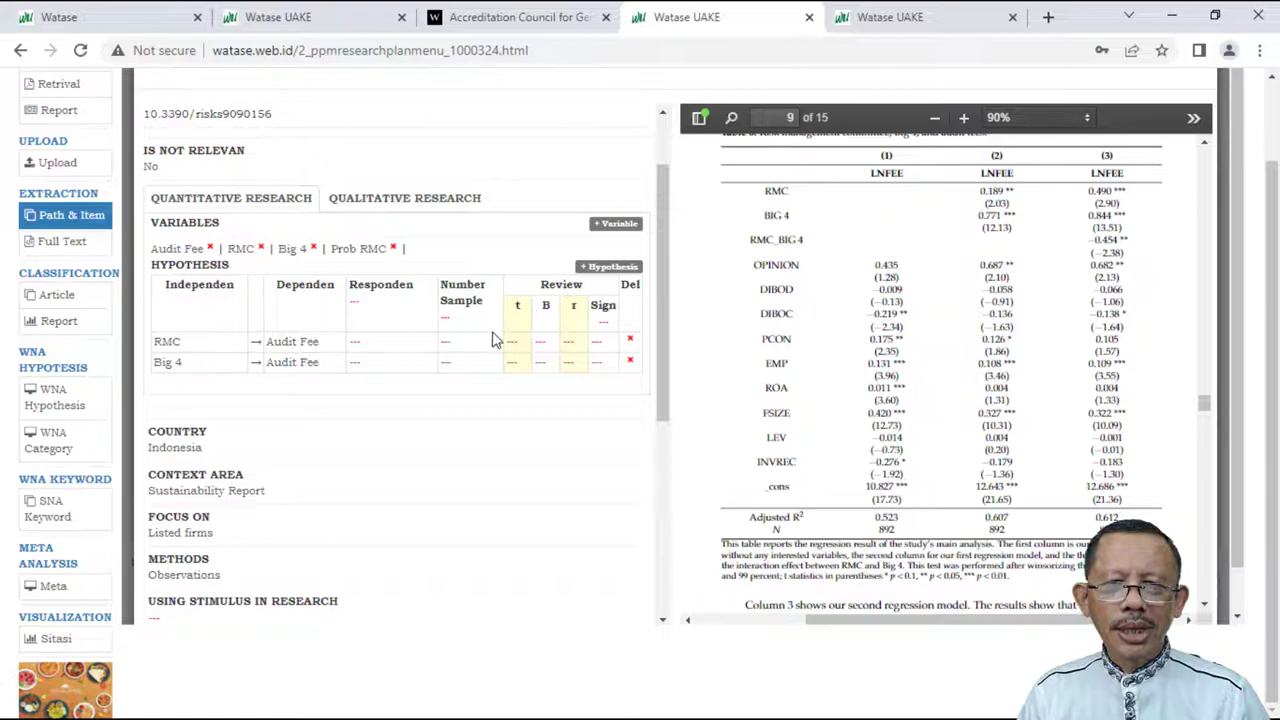 Watase
Watase UAKE
Accreditation Council for Ge
Watase UAKE
Watase UAKE
Not secure
watase.web.id/2_ppmresearchplanmenu_1000324.html
Retrival
Report
UPLOAD
Upload
EXTRACTION
Path & Item
Full Text
CLASSIFICATION
Article
Report
WNA
HYPOTESIS
WNA
Hypothesis
WNA
Category
WNA KEYWORD
SNA
Keyword
META
ANALYSIS
Meta
VISUALIZATION
Sitasi
10.3390/risks9090156
IS NOT RELEVAN
No
QUANTITATIVE RESEARCH QUALITATIVE RESEARCH
VARIABLES + Variable
Audit Fee × | RMC × | Big 4 × | Prob RMC × |
HYPOTHESIS + Hypothesis
Independen Dependen Responden Number Review Del
--- Sample t B r Sign
--- ---
RMC → Audit Fee --- --- --- --- --- --- ×
Big 4 → Audit Fee --- --- --- --- --- --- ×
COUNTRY
Indonesia
CONTEXT AREA
Sustainability Report
FOCUS ON
Listed firms
METHODS
Observations
USING STIMULUS IN RESEARCH
---
9 of 15 90%
(1) (2) (3)
LNFEE LNFEE LNFEE
RMC 0.189 ** 0.490 ***
(2.03) (2.90)
BIG 4 0.771 *** 0.844 ***
(12.13) (13.51)
RMC_BIG 4 −0.454 **
(−2.38)
OPINION 0.435 0.687 ** 0.682 **
(1.28) (2.10) (2.13)
DIBOD −0.009 −0.058 −0.066
(−0.13) (−0.91) (−1.06)
DIBOC −0.219 ** −0.136 −0.138 *
(−2.34) (−1.63) (−1.64)
PCON 0.175 ** 0.126 * 0.105
(2.35) (1.86) (1.57)
EMP 0.131 *** 0.108 *** 0.109 ***
(3.96) (3.46) (3.55)
ROA 0.011 *** 0.004 0.004
(3.60) (1.31) (1.33)
FSIZE 0.420 *** 0.327 *** 0.322 ***
(12.73) (10.31) (10.09)
LEV −0.014 0.004 −0.001
(−0.73) (0.20) (−0.01)
INVREC −0.276 * −0.179 −0.183
(−1.92) (−1.36) (−1.30)
_cons 10.827 *** 12.643 *** 12.686 ***
(17.73) (21.65) (21.36)
Adjusted R² 0.523 0.607 0.612
N 892 892
This table reports the regression result of the study's main analysis. The first column is ou
without any interested variables, the second column for our first regression model, and the th
the interaction effect between RMC and Big 4. This test was performed after winsorizing th
and 99 percent; t statistics in parentheses * p < 0.1, ** p < 0.05, *** p < 0.01.
Column 3 shows our second regression model. The results show that